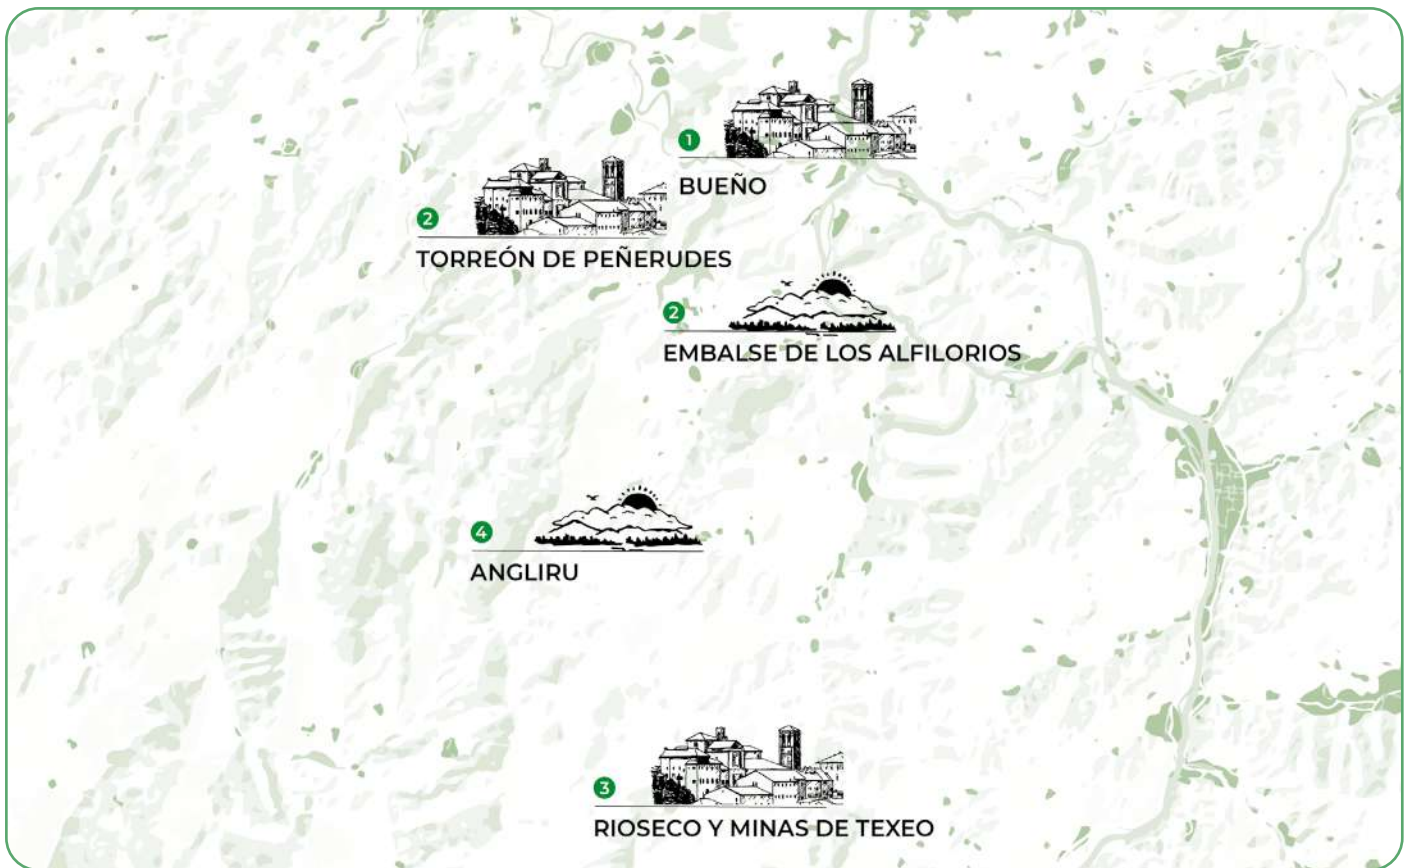 1
BUEÑO
2
TORREÓN DE PEÑERUDES
2
EMBALSE DE LOS ALFILORIOS
4
ANGLIRU
3
RIOSECO Y MINAS DE TEXEO